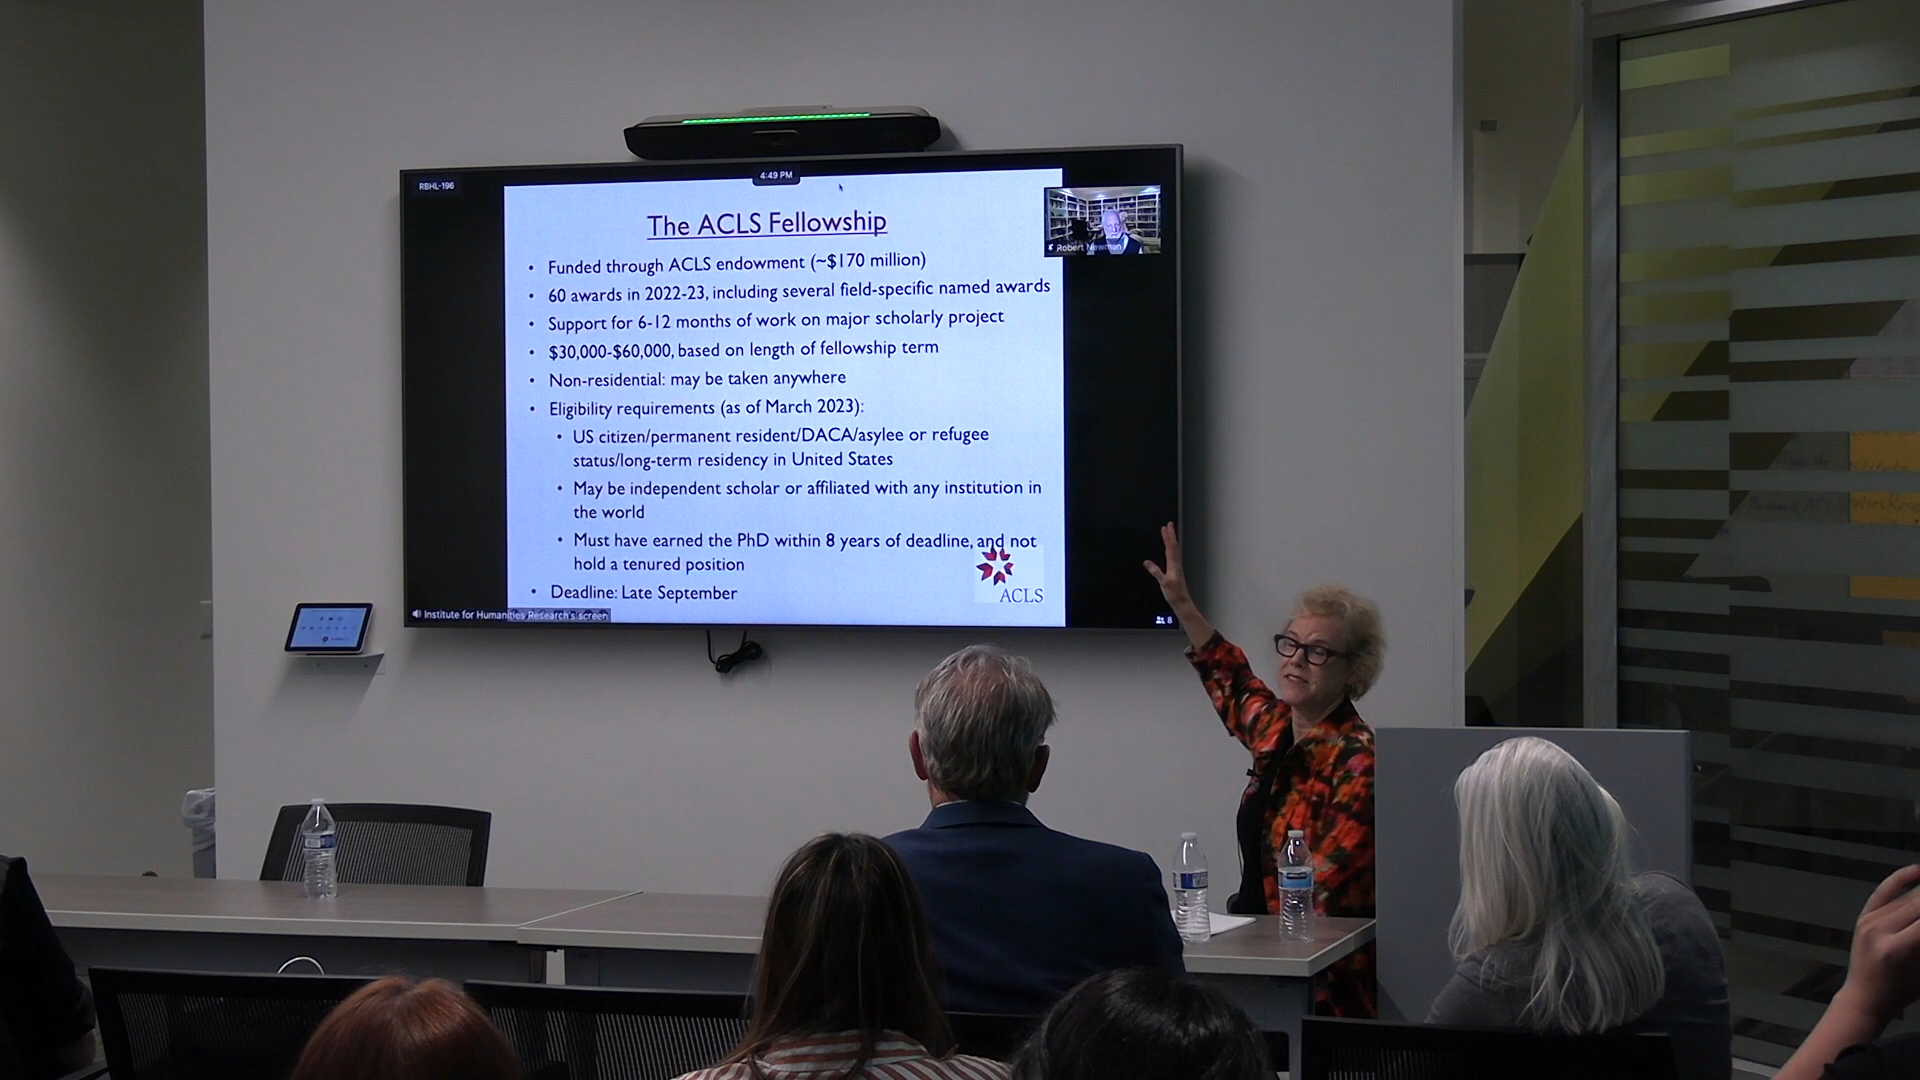 RBHL-196
4:49 PM
The ACLS Fellowship
Robert Newman
• Funded through ACLS endowment (~$170 million)
• 60 awards in 2022-23, including several field-specific named awards
• Support for 6-12 months of work on major scholarly project
• $30,000-$60,000, based on length of fellowship term
• Non-residential: may be taken anywhere
• Eligibility requirements (as of March 2023):
• US citizen/permanent resident/DACA/asylee or refugee
status/long-term residency in United States
• May be independent scholar or affiliated with any institution in
the world
• Must have earned the PhD within 8 years of deadline, and not
hold a tenured position
• Deadline: Late September
ACLS
Institute for Humanities Research's screen
8